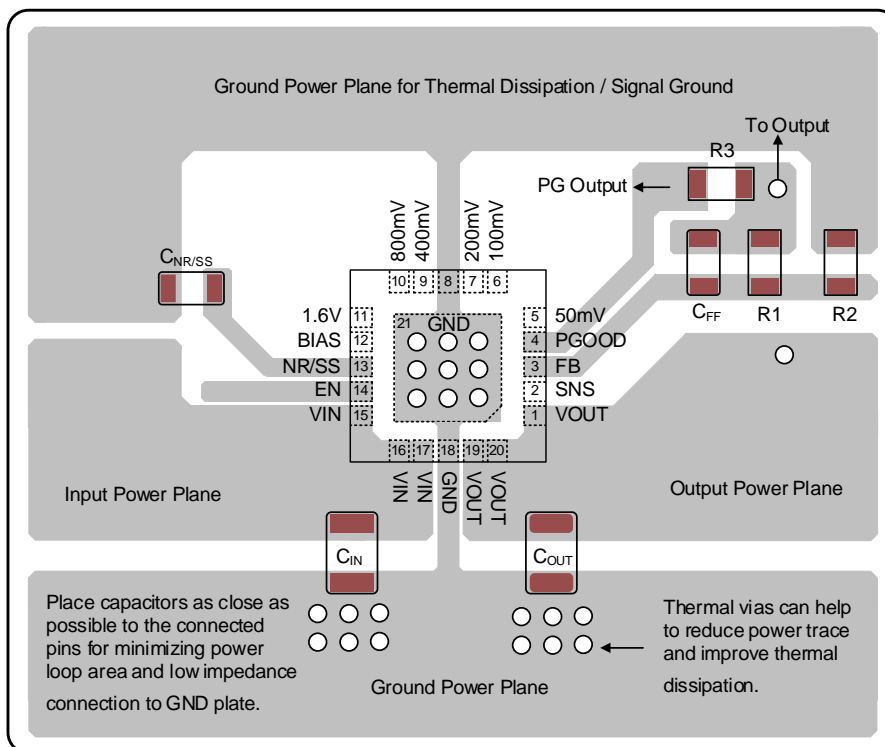 Ground Power Plane for Thermal Dissipation / Signal Ground
To Output
R3
PG Output
800mV
400mV
200mV
100mV
CNR/SS
10
9
8
7
6
1.6V
11
21
GND
5
50mV
BIAS
12
4
PGOOD
NR/SS
13
3
FB
EN
14
2
SNS
VIN
15
1
VOUT
CFF
R1
R2
16
17
18
19
20
VIN
VIN
GND
VOUT
VOUT
Input Power Plane
Output Power Plane
CIN
COUT
Place capacitors as close as
possible to the connected
pins for minimizing power
loop area and low impedance
connection to GND plate.
Thermal vias can help
to reduce power trace
and improve thermal
dissipation.
Ground Power Plane